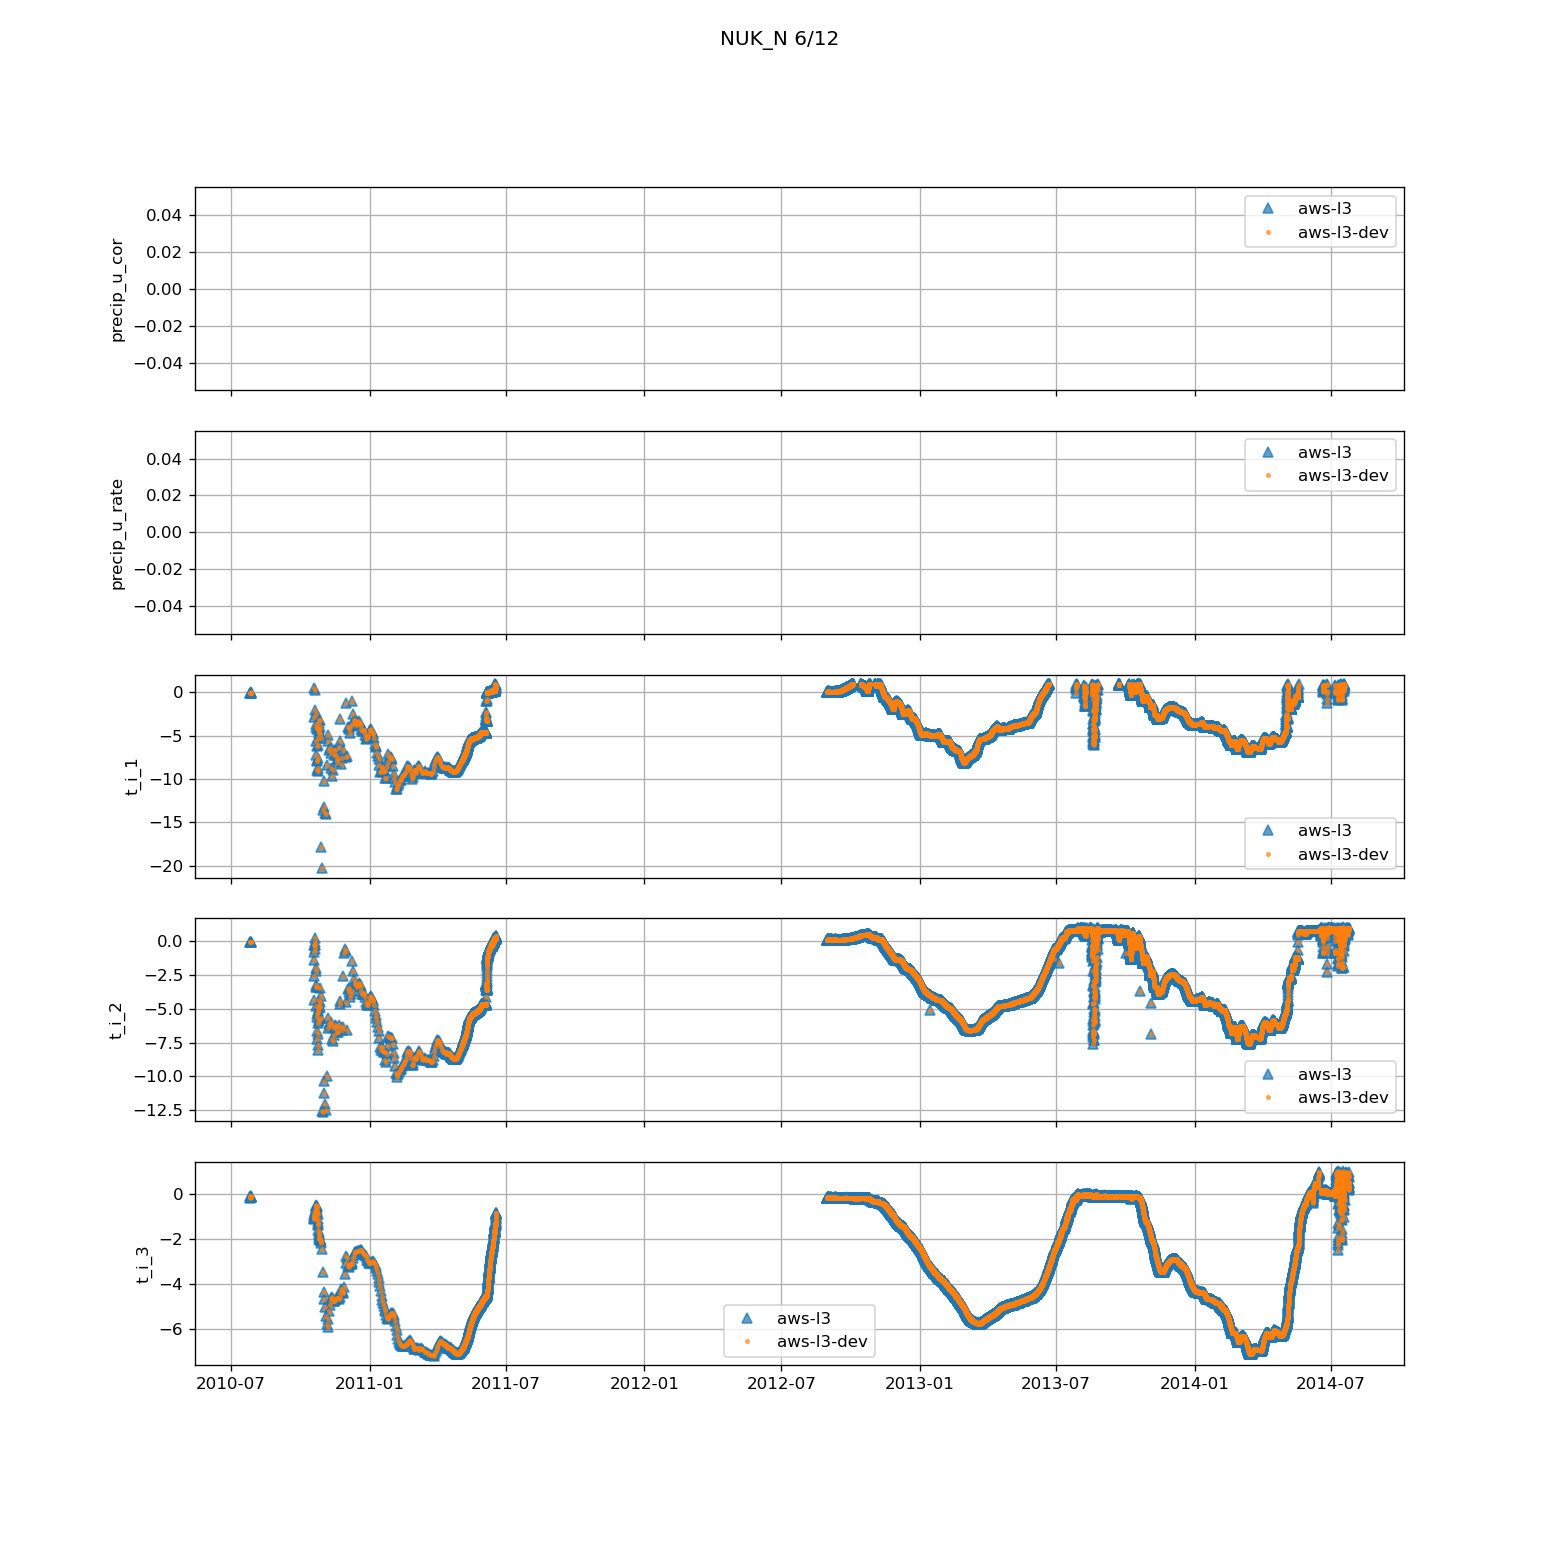 NUK_N 6/12
precip_u_cor
0.04
0.02
0.00
−0.02
−0.04
aws-l3
aws-l3-dev
precip_u_rate
0.04
0.02
0.00
−0.02
−0.04
aws-l3
aws-l3-dev
t_i_1
0
−5
−10
−15
−20
aws-l3
aws-l3-dev
t_i_2
0.0
−2.5
−5.0
−7.5
−10.0
−12.5
aws-l3
aws-l3-dev
t_i_3
0
−2
−4
−6
aws-l3
aws-l3-dev
2010-07 2011-01 2011-07 2012-01 2012-07 2013-01 2013-07 2014-01 2014-07